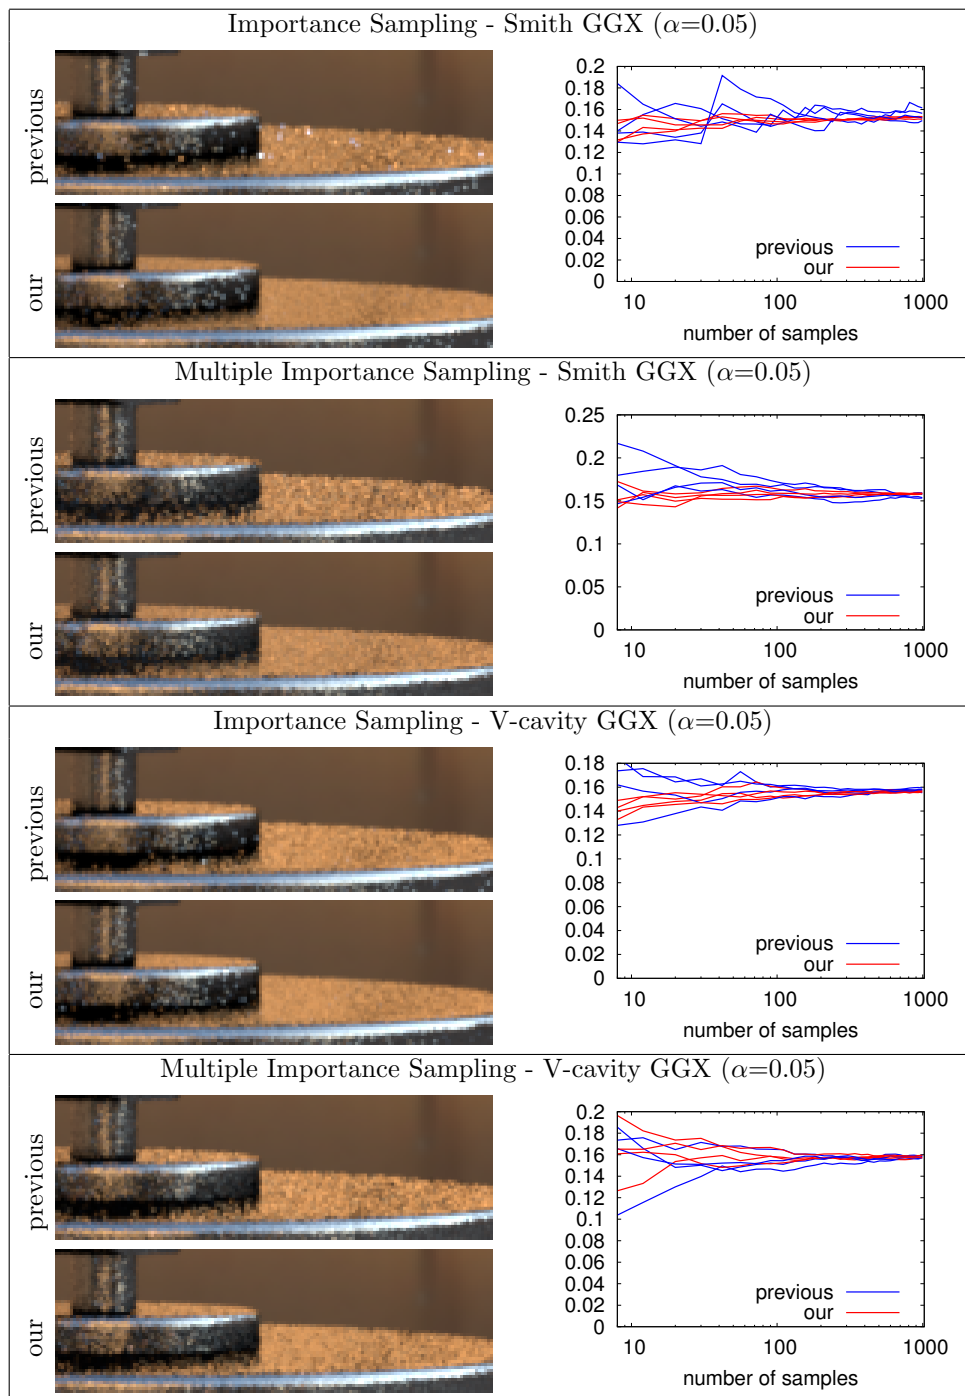 Importance Sampling - Smith GGX (α=0.05)
previous
our
0.2
0.18
0.16
0.14
0.12
0.1
0.08
0.06
0.04
0.02
0
previous
our
10 100 1000
number of samples
Multiple Importance Sampling - Smith GGX (α=0.05)
previous
our
0.25
0.2
0.15
0.1
0.05
0
previous
our
10 100 1000
number of samples
Importance Sampling - V-cavity GGX (α=0.05)
previous
our
0.18
0.16
0.14
0.12
0.1
0.08
0.06
0.04
0.02
0
previous
our
10 100 1000
number of samples
Multiple Importance Sampling - V-cavity GGX (α=0.05)
previous
our
0.2
0.18
0.16
0.14
0.12
0.1
0.08
0.06
0.04
0.02
0
previous
our
10 100 1000
number of samples